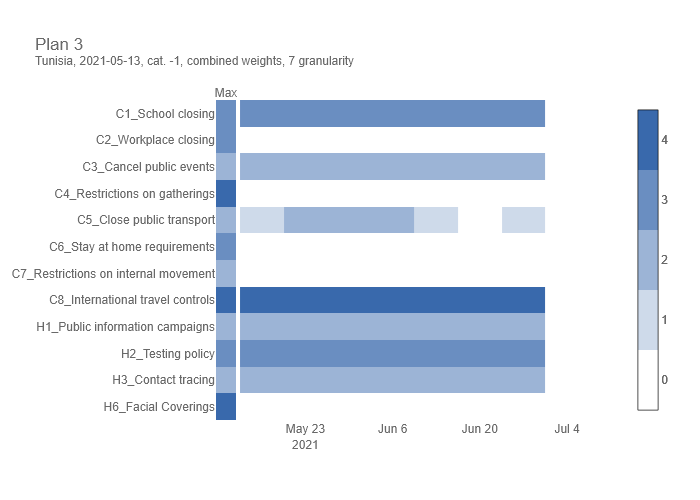 Plan 3
Tunisia, 2021-05-13, cat. -1, combined weights, 7 granularity
Max
C1_School closing
C2_Workplace closing
C3_Cancel public events
C4_Restrictions on gatherings
C5_Close public transport
C6_Stay at home requirements
C7_Restrictions on internal movement
C8_International travel controls
H1_Public information campaigns
H2_Testing policy
H3_Contact tracing
H6_Facial Coverings
May 23
2021
Jun 6
Jun 20
Jul 4
4
3
2
1
0